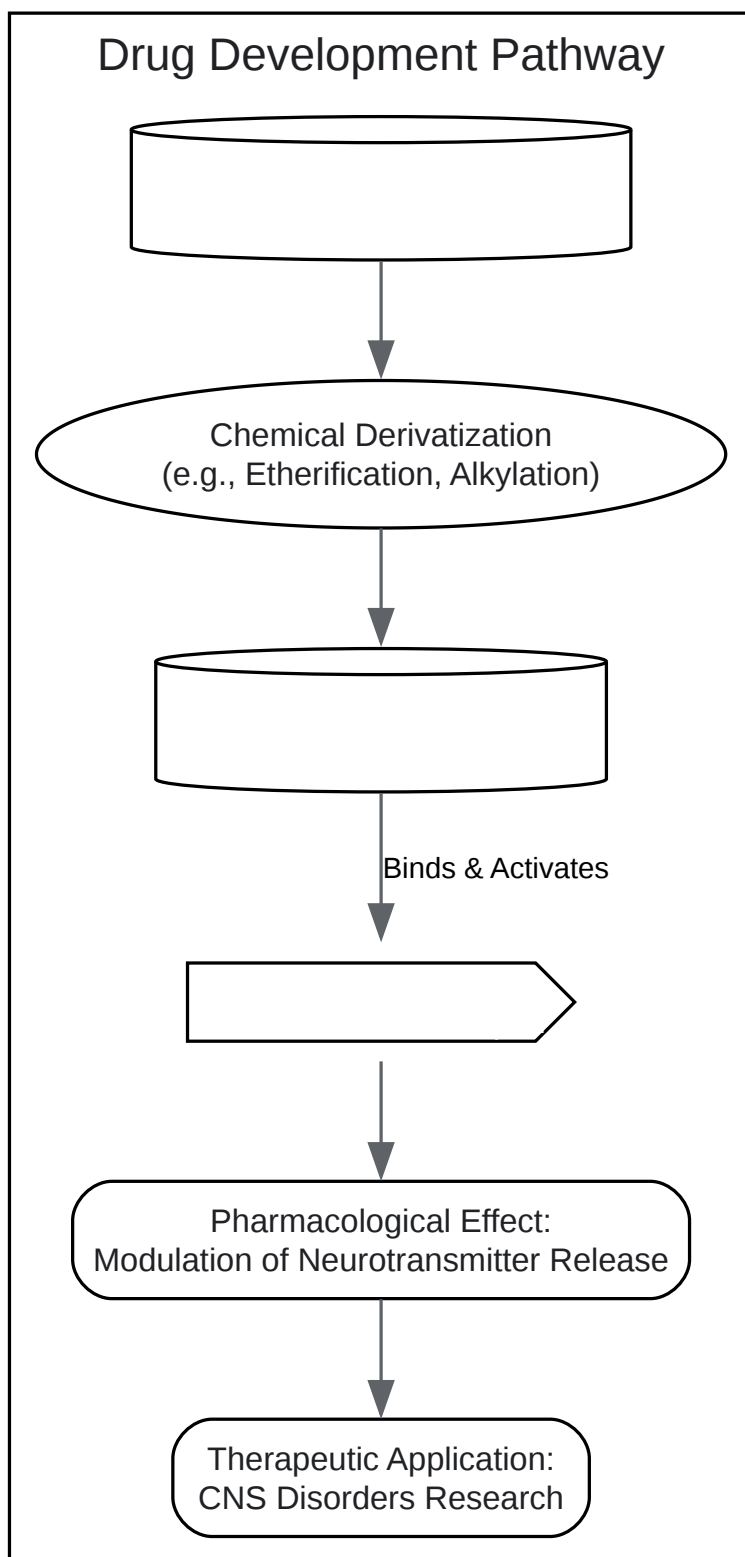 Drug Development Pathway
Chemical Derivatization
(e.g., Etherification, Alkylation)
Binds & Activates
Pharmacological Effect:
Modulation of Neurotransmitter Release
Therapeutic Application:
CNS Disorders Research